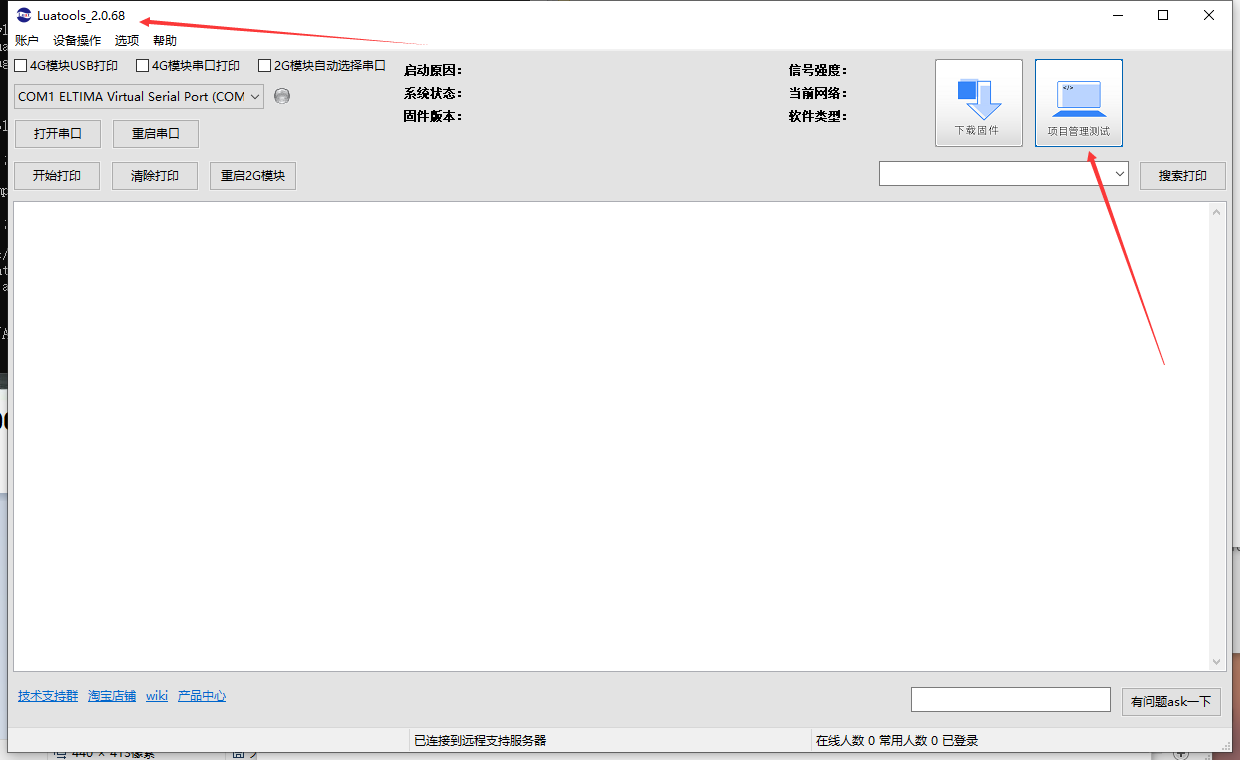 Luatools_2.0.68
账户 设备操作 选项 帮助
4G模块USB打印 4G模块串口打印 2G模块自动选择串口
COM1 ELTIMA Virtual Serial Port (COM
打开串口 重启串口
开始打印 清除打印 重启2G模块
启动原因：
系统状态：
固件版本：
信号强度：
当前网络：
软件类型：
下载固件
</>
项目管理测试
搜索打印
技术支持群 淘宝店铺 wiki 产品中心
有问题ask一下
已连接到远程支持服务器
在线人数 0 常用人数 0 已登录